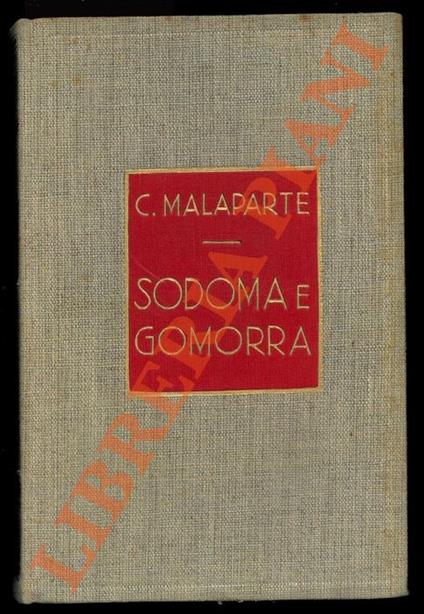 C. MALAPARTE
SODOMA E
GOMORRA
LIBRERIA PIANI